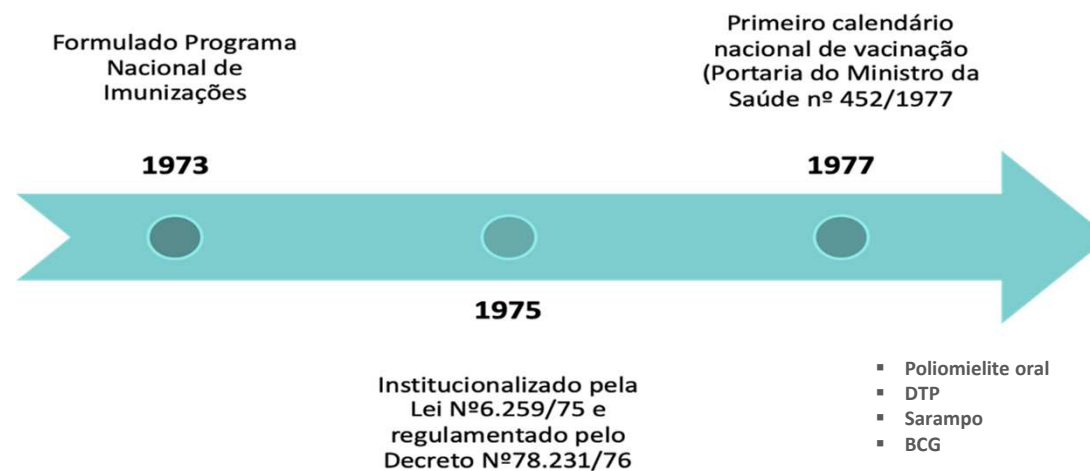 Formulado Programa
Nacional de
Imunizações
1973
1975
Institucionalizado pela
Lei Nº6.259/75 e
regulamentado pelo
Decreto Nº78.231/76
Primeiro calendário
nacional de vacinação
(Portaria do Ministro da
Saúde nº 452/1977
1977
▪ Poliomielite oral
▪ DTP
▪ Sarampo
▪ BCG